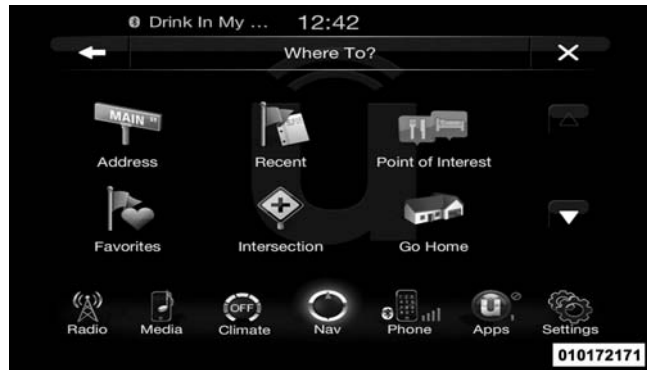 Drink In My ... 12:42
Where To?
MAIN ST
Address
Recent
Point of Interest
Favorites
Intersection
Go Home
OFF
Radio
Media
Climate
Nav
Phone
Apps
Settings
010172171